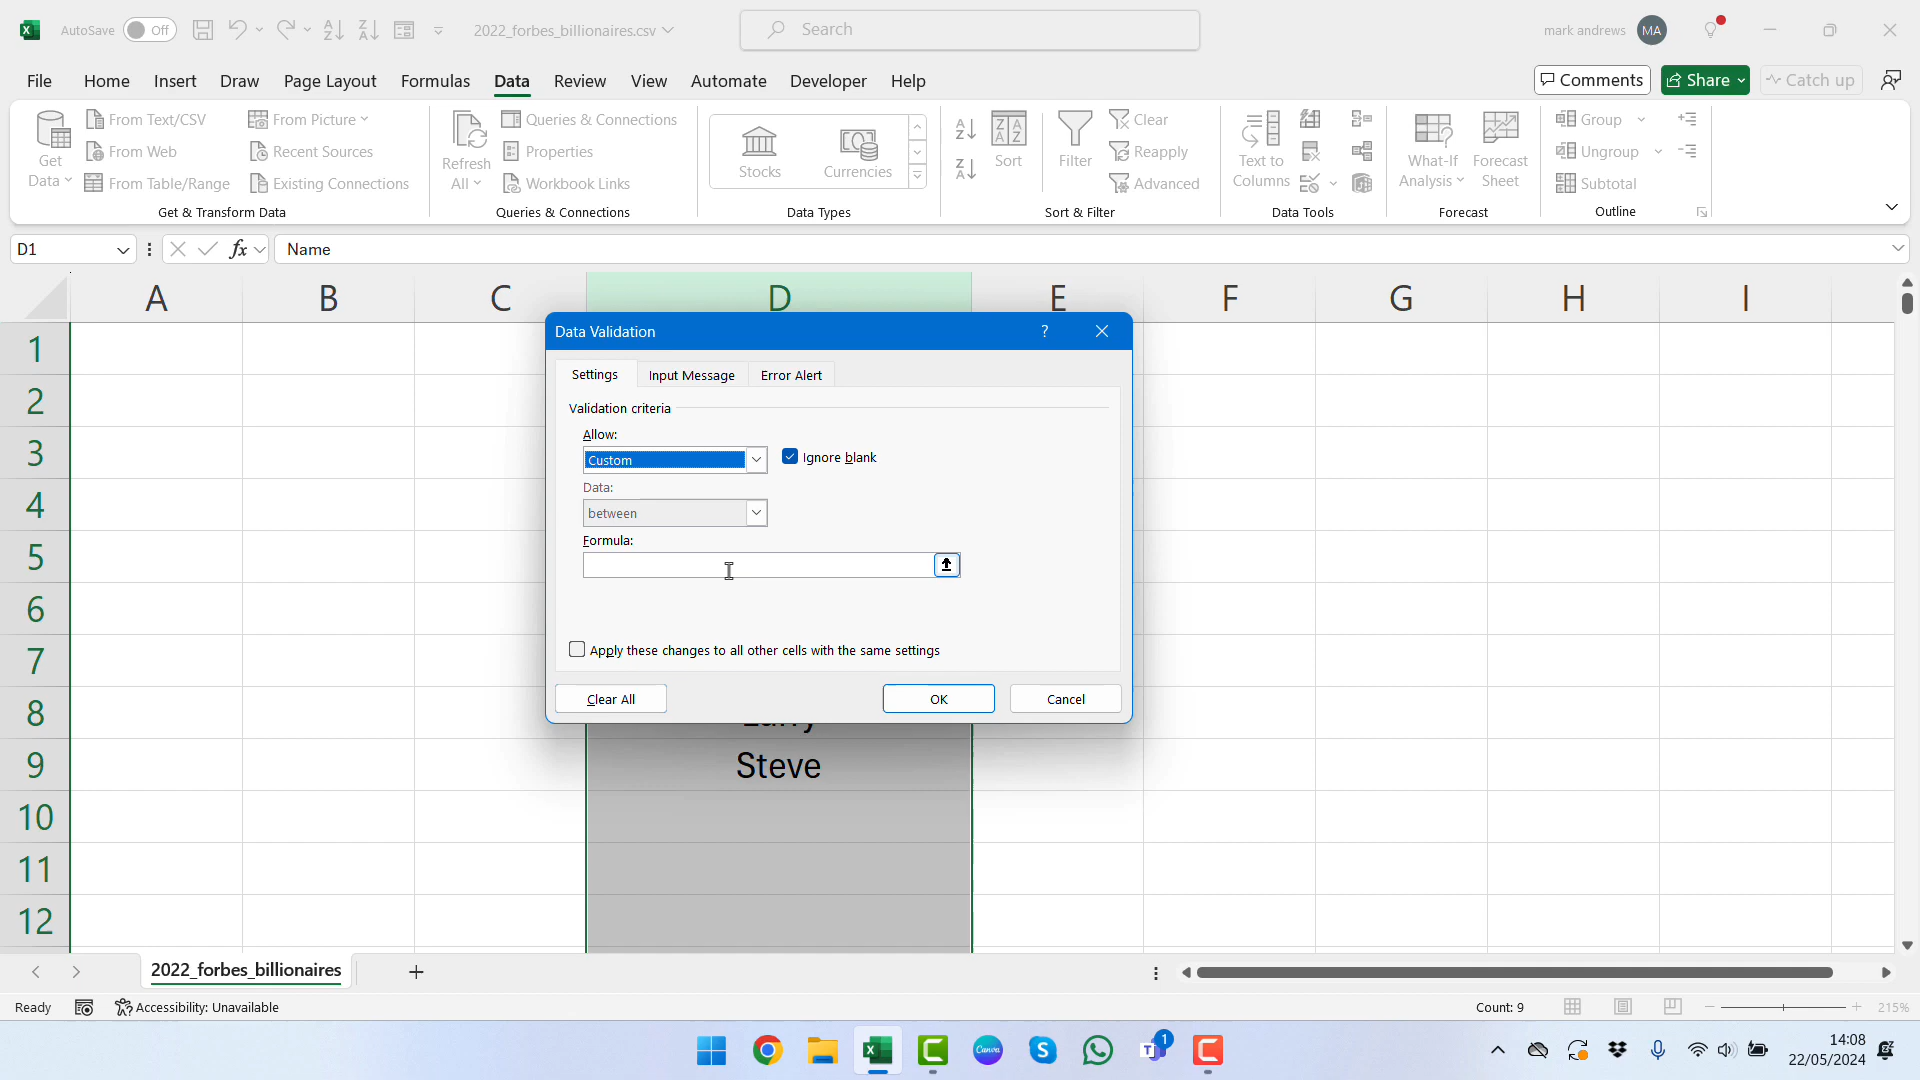 AutoSave Off 2022_forbes_billionaires.csv Search mark andrews MA
File Home Insert Draw Page Layout Formulas Data Review View Automate Developer Help Comments Share Catch up
Get Data
From Text/CSV
From Web
From Table/Range
From Picture
Recent Sources
Existing Connections
Get & Transform Data
Refresh All
Queries & Connections
Properties
Workbook Links
Queries & Connections
Stocks
Currencies
Data Types
Sort
Filter
Clear
Reapply
Advanced
Sort & Filter
Text to Columns
Data Tools
What-If Analysis
Forecast Sheet
Forecast
Group
Ungroup
Subtotal
Outline
D1 fx Name
A B C D E F G H I
1
2
3
4
5
6
7
8
9
10
11
12
Data Validation ?
Settings Input Message Error Alert
Validation criteria
Allow:
Custom Ignore blank
Data:
between
Formula:
Apply these changes to all other cells with the same settings
Clear All OK Cancel
Larry
Steve
2022_forbes_billionaires
Ready Accessibility: Unavailable Count: 9 215%
Canva
1
14:08
22/05/2024